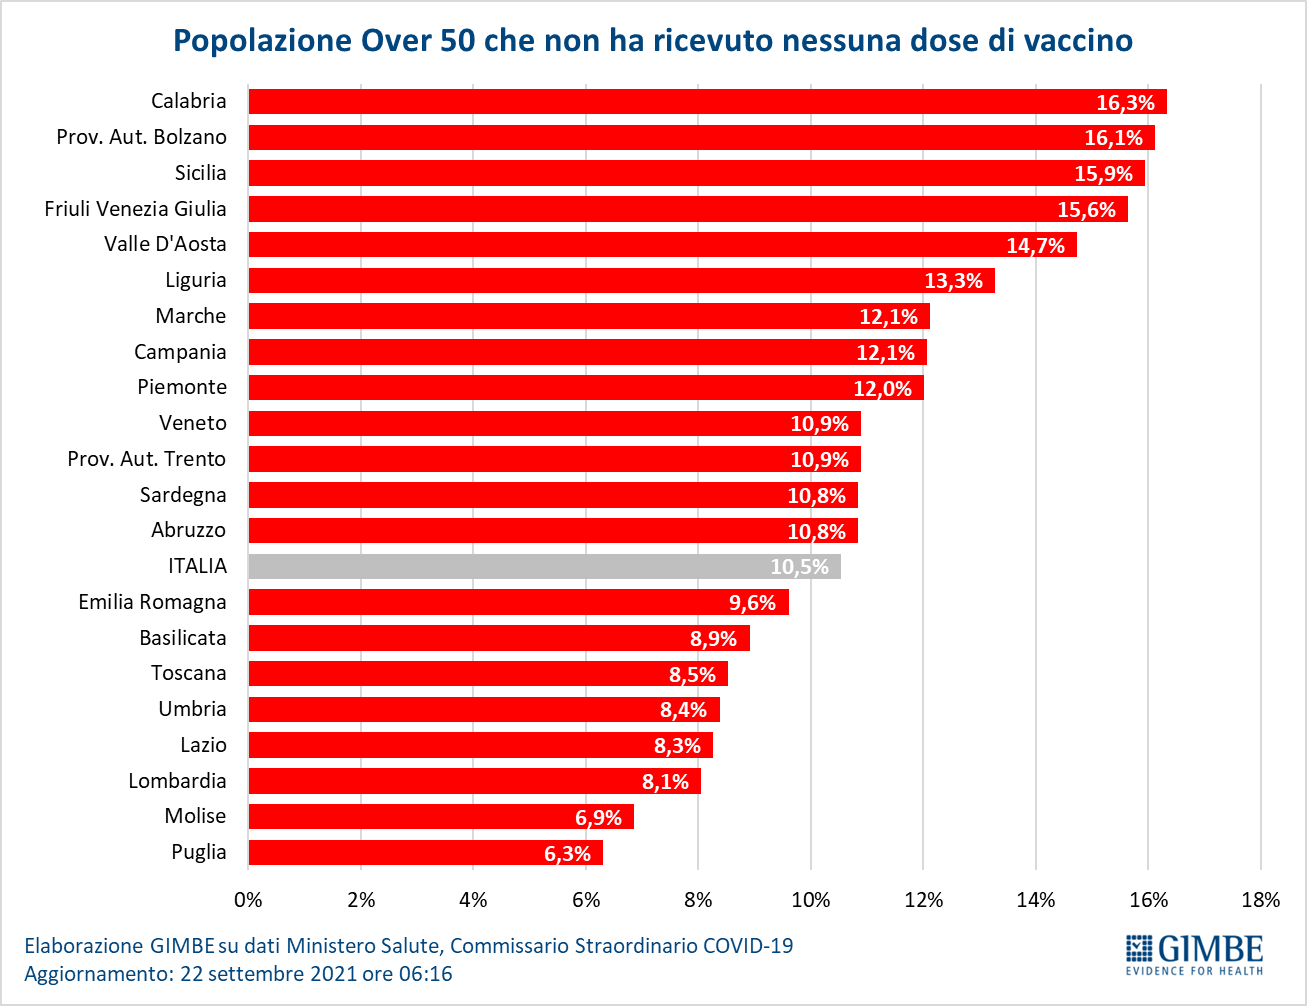 Popolazione Over 50 che non ha ricevuto nessuna dose di vaccino
Calabria 16,3%
Prov. Aut. Bolzano 16,1%
Sicilia 15,9%
Friuli Venezia Giulia 15,6%
Valle D'Aosta 14,7%
Liguria 13,3%
Marche 12,1%
Campania 12,1%
Piemonte 12,0%
Veneto 10,9%
Prov. Aut. Trento 10,9%
Sardegna 10,8%
Abruzzo 10,8%
ITALIA 10,5%
Emilia Romagna 9,6%
Basilicata 8,9%
Toscana 8,5%
Umbria 8,4%
Lazio 8,3%
Lombardia 8,1%
Molise 6,9%
Puglia 6,3%
0% 2% 4% 6% 8% 10% 12% 14% 16% 18%
Elaborazione GIMBE su dati Ministero Salute, Commissario Straordinario COVID-19
Aggiornamento: 22 settembre 2021 ore 06:16
GIMBE
EVIDENCE FOR HEALTH